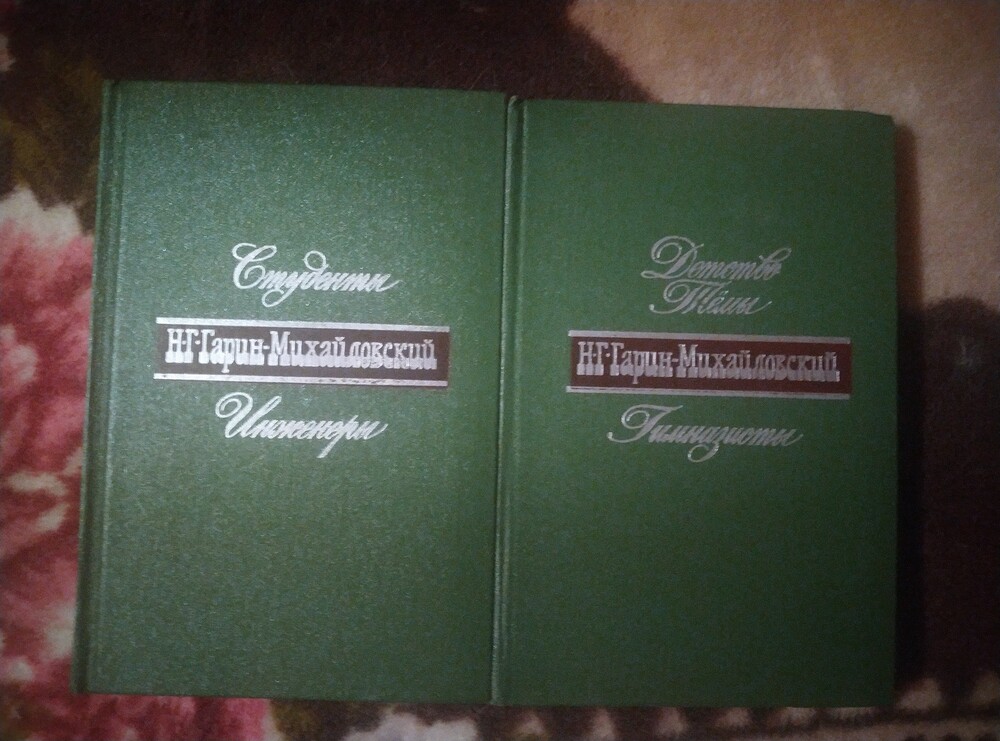 Студенты
Н·Г·Гарин-Михайловский
Инженеры
Детство
Тёмы
Н·Г·Гарин-Михайловский
Гимназисты